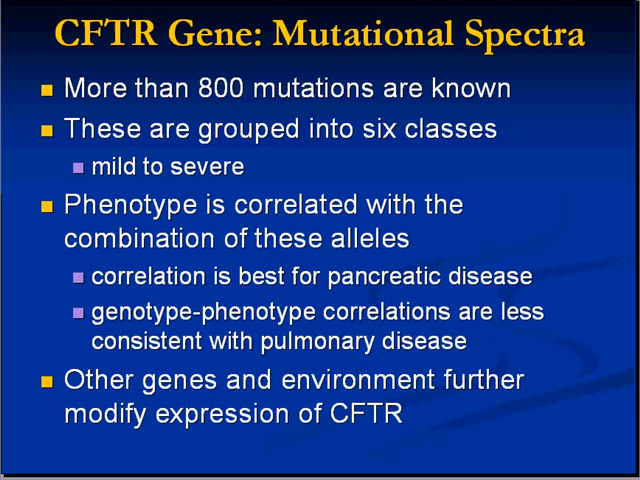 CFTR Gene: Mutational Spectra
More than 800 mutations are known
These are grouped into six classes
mild to severe
Phenotype is correlated with the
combination of these alleles
correlation is best for pancreatic disease
genotype-phenotype correlations are less
consistent with pulmonary disease
Other genes and environment further
modify expression of CFTR